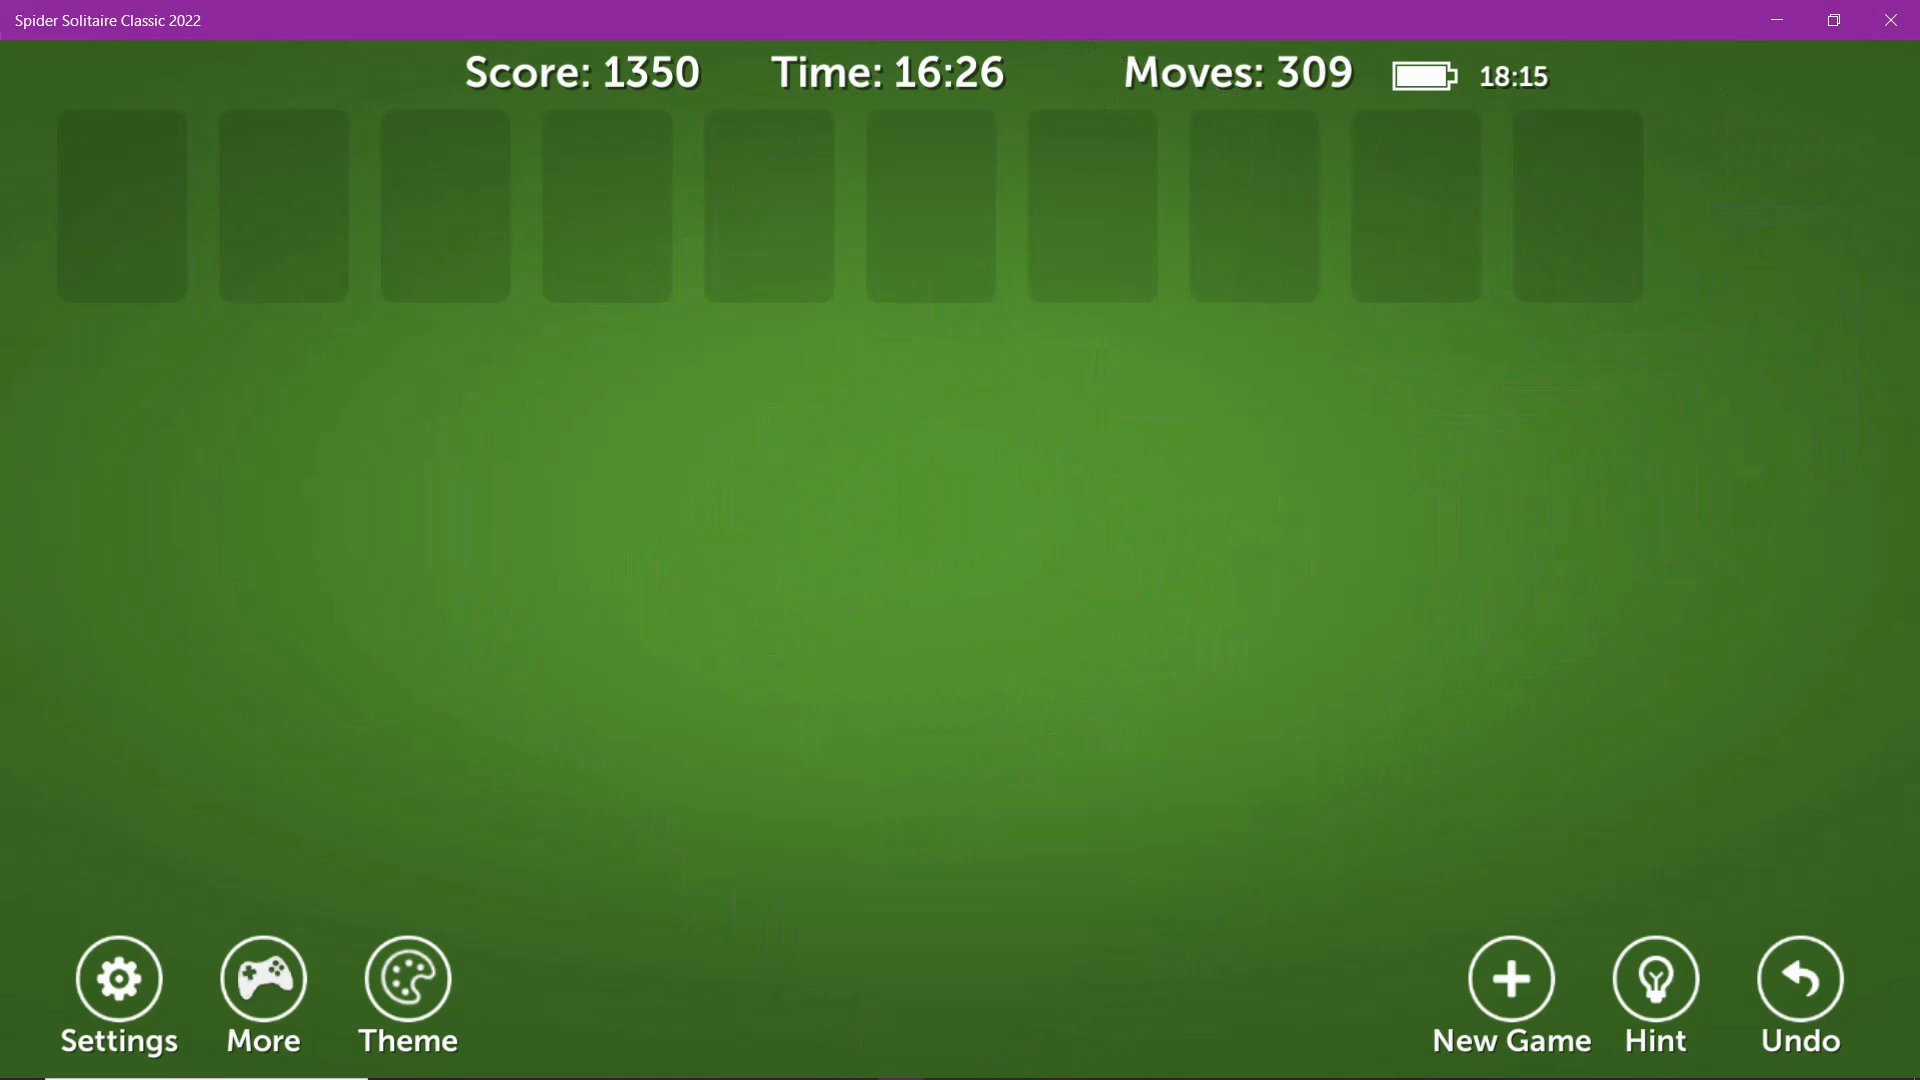 Spider Solitaire Classic 2022
Score: 1350 Time: 16:26 Moves: 309 18:15
Settings More Theme New Game Hint Undo